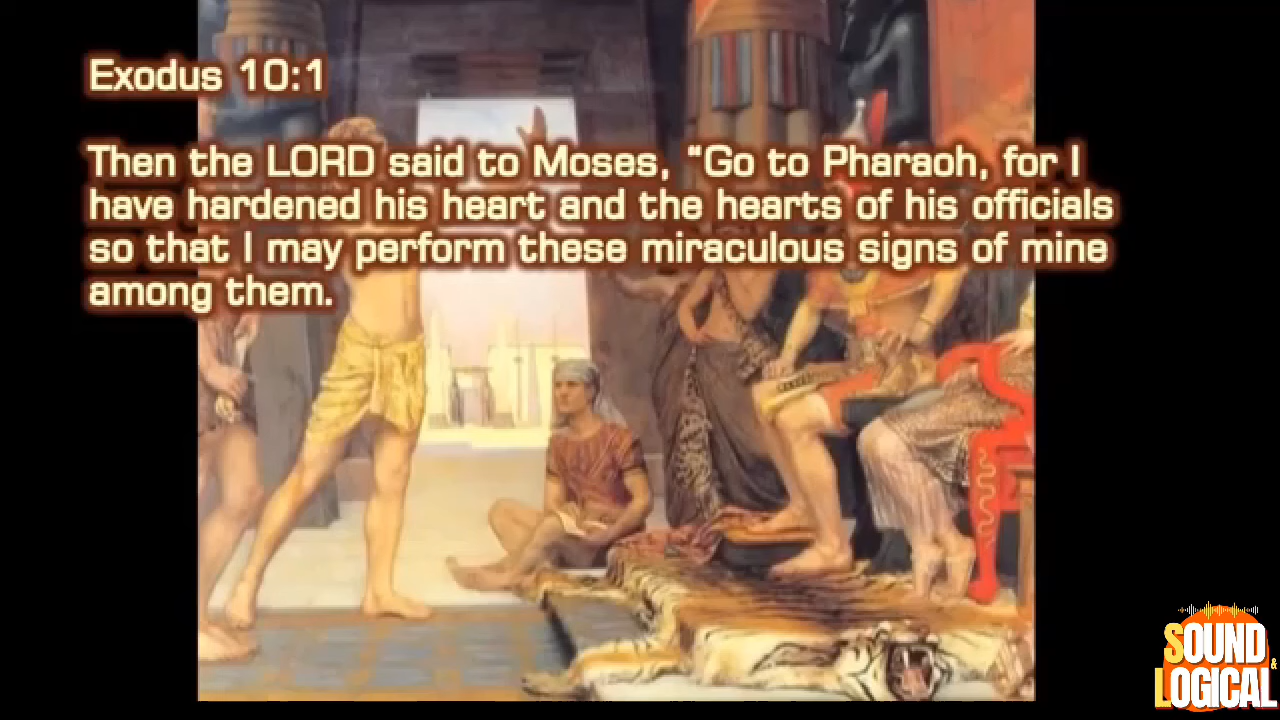 Exodus 10:1
Then the LORD said to Moses, “Go to Pharaoh, for I
have hardened his heart and the hearts of his officials
so that I may perform these miraculous signs of mine
among them.
SOUND
&
LOGICAL